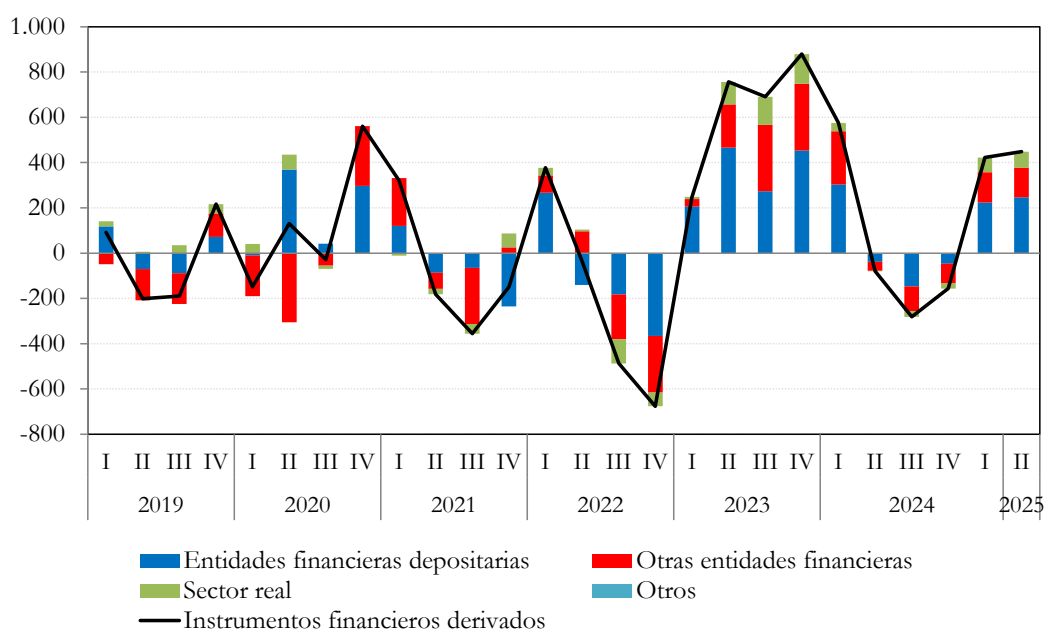 1.000
800
600
400
200
0
-200
-400
-600
-800
I II III IV I II III IV I II III IV I II III IV I II III IV I II III IV I II
2019 2020 2021 2022 2023 2024 2025
Entidades financieras depositarias Otras entidades financieras
Sector real Otros
Instrumentos financieros derivados